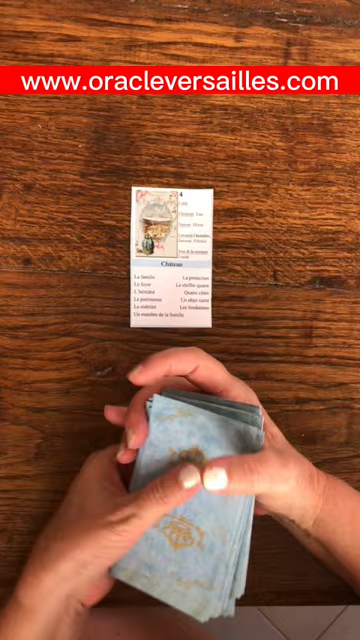 www.oracleversailles.com
4
Château
La famille
La protection
Le foyer
Le chiffre quatre
L'hérédité
Quatre côtés
Le patrimoine
Un objet carré
La stabilité
Les fondations
Un membre de la famille